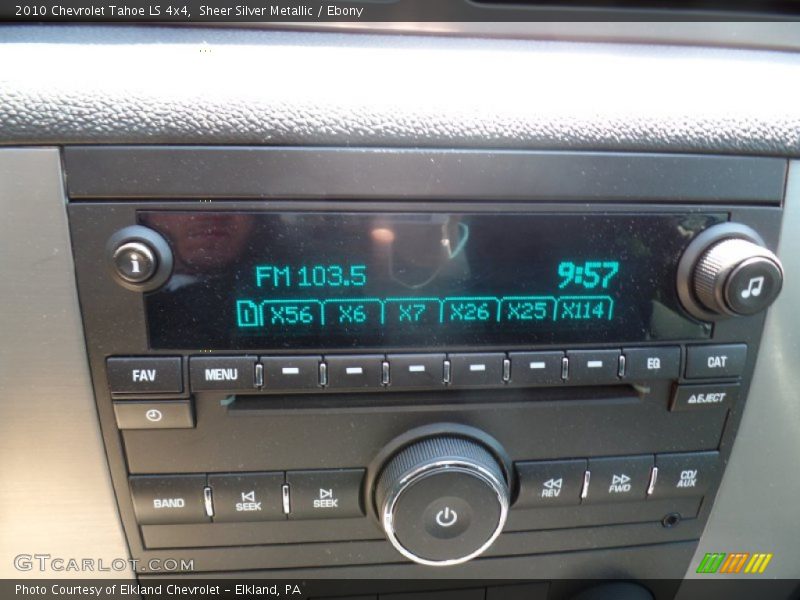 2010 Chevrolet Tahoe LS 4x4,  Sheer Silver Metallic / Ebony
i
FM 103.5 9:57
1 X56 X6 X7 X26 X25 X114
FAV MENU EQ CAT
EJECT
BAND SEEK SEEK REV FWD CD/AUX
GTCarlot.com
Photo Courtesy of Elkland Chevrolet – Elkland, PA